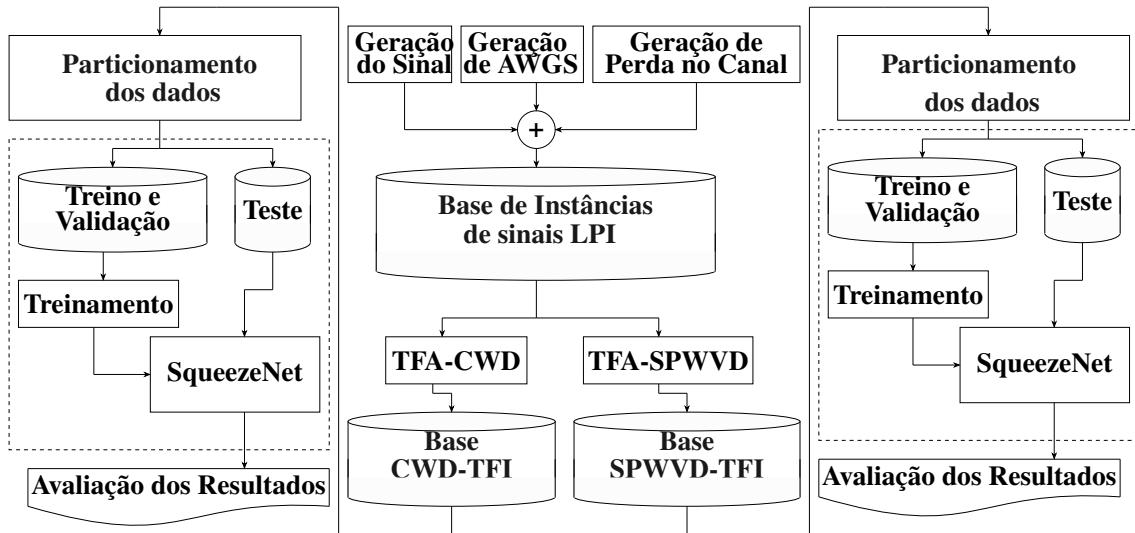 Particionamento
dos dados
Treino e
Validação
Teste
Treinamento
SqueezeNet
Avaliação dos Resultados
Geração
do Sinal
Geração
de AWGS
Geração de
Perda no Canal
+
Base de Instâncias
de sinais LPI
TFA-CWD
TFA-SPWVD
Base
CWD-TFI
Base
SPWVD-TFI
Particionamento
dos dados
Treino e
Validação
Teste
Treinamento
SqueezeNet
Avaliação dos Resultados